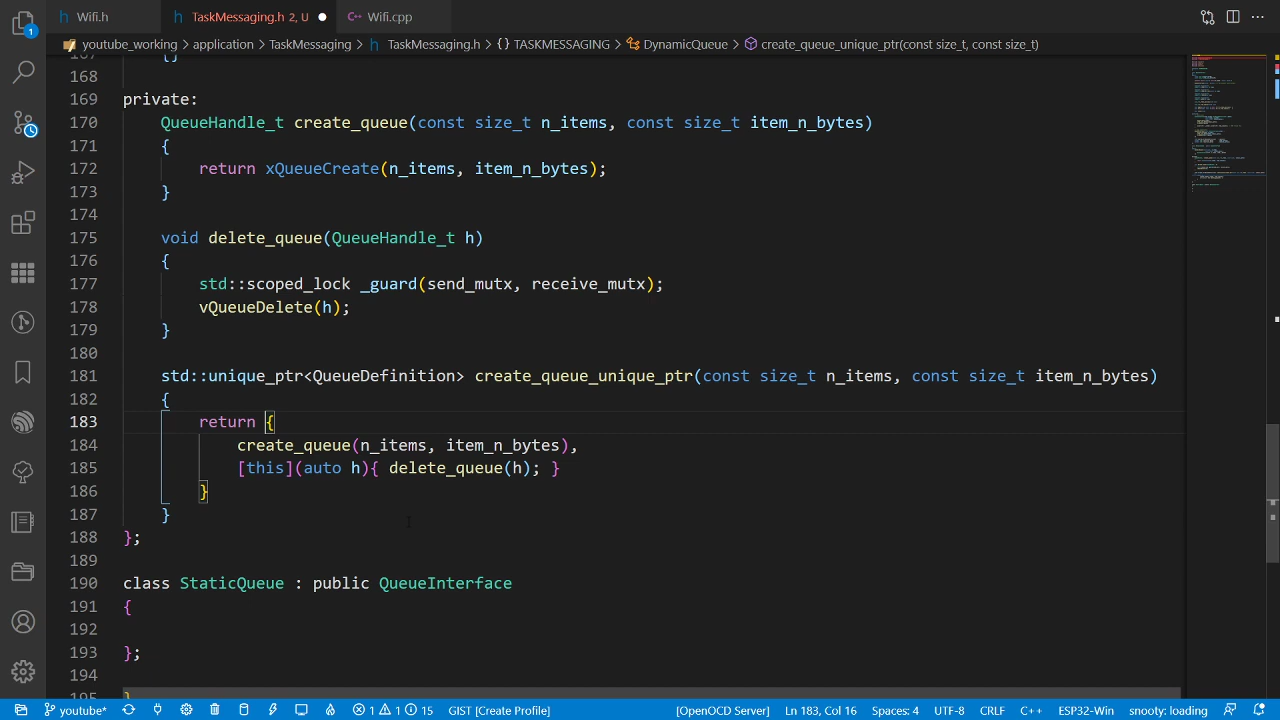 Wifi.h
TaskMessaging.h 2, U
Wifi.cpp
youtube_working > application > TaskMessaging > TaskMessaging.h > {} TASKMESSAGING > DynamicQueue > create_queue_unique_ptr(const size_t, const size_t)
1
167 {}
168
169 private:
170 QueueHandle_t create_queue(const size_t n_items, const size_t item_n_bytes)
171 {
172 return xQueueCreate(n_items, item_n_bytes);
173 }
174
175 void delete_queue(QueueHandle_t h)
176 {
177 std::scoped_lock _guard(send_mutx, receive_mutx);
178 vQueueDelete(h);
179 }
180
181 std::unique_ptr<QueueDefinition> create_queue_unique_ptr(const size_t n_items, const size_t item_n_bytes)
182 {
183 return {
184 create_queue(n_items, item_n_bytes),
185 [this](auto h){ delete_queue(h); }
186 }
187 }
188 };
189
190 class StaticQueue : public QueueInterface
191 {
192
193 };
194
195 }
youtube* 1 1 15 GIST [Create Profile] [OpenOCD Server] Ln 183, Col 16 Spaces: 4 UTF-8 CRLF C++ ESP32-Win snooty: loading